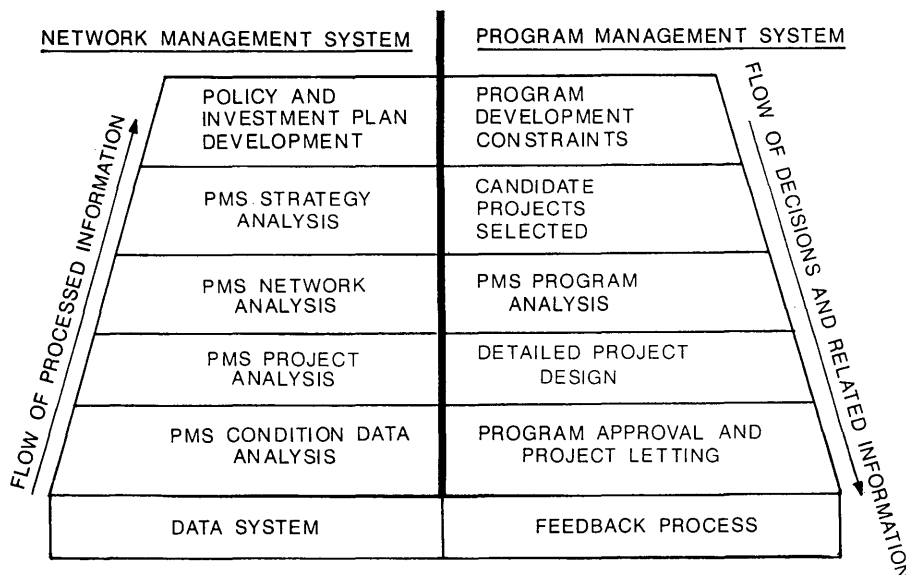 NETWORK MANAGEMENT SYSTEM
PROGRAM MANAGEMENT SYSTEM
FLOW OF PROCESSED INFORMATION
POLICY AND
INVESTMENT PLAN
DEVELOPMENT
PROGRAM
DEVELOPMENT
CONSTRAINTS
PMS STRATEGY
ANALYSIS
CANDIDATE
PROJECTS
SELECTED
PMS NETWORK
ANALYSIS
PMS PROGRAM
ANALYSIS
PMS PROJECT
ANALYSIS
DETAILED PROJECT
DESIGN
PMS CONDITION DATA
ANALYSIS
PROGRAM APPROVAL AND
PROJECT LETTING
DATA SYSTEM
FEEDBACK PROCESS
FLOW OF DECISIONS AND RELATED INFORMATION